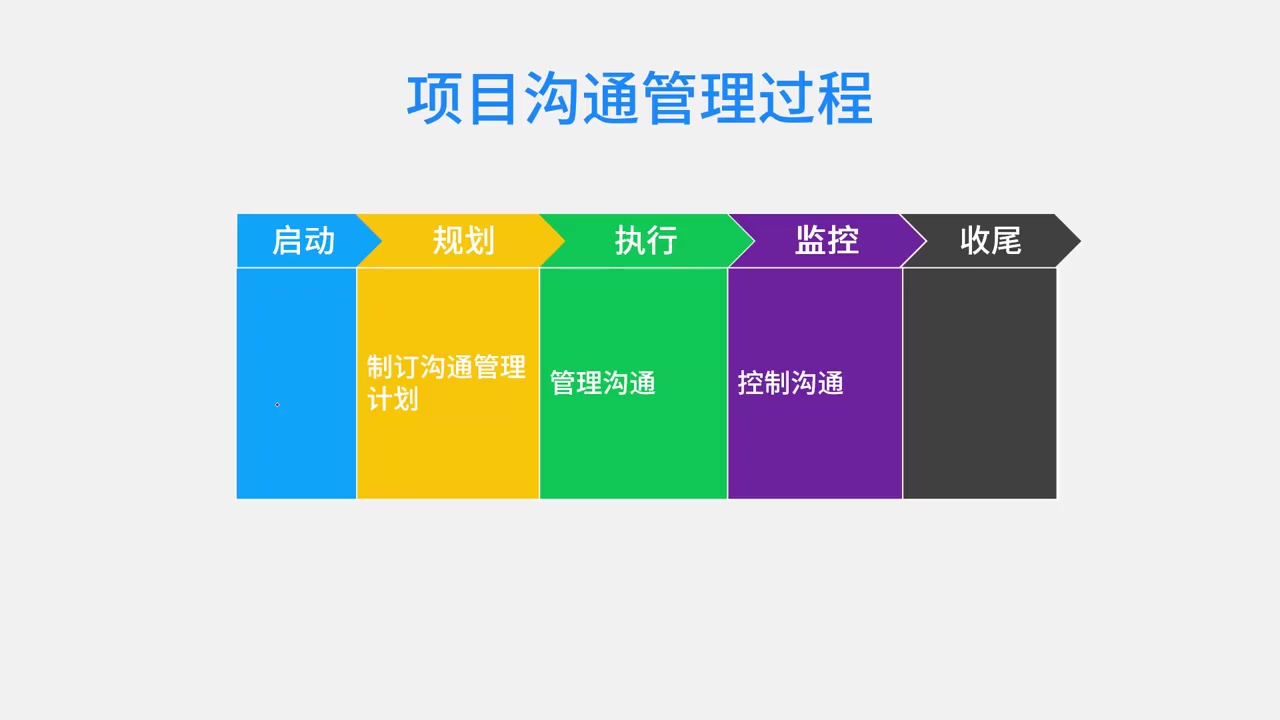 项目沟通管理过程
启动
规划
执行
监控
收尾
制订沟通管理
计划
管理沟通
控制沟通